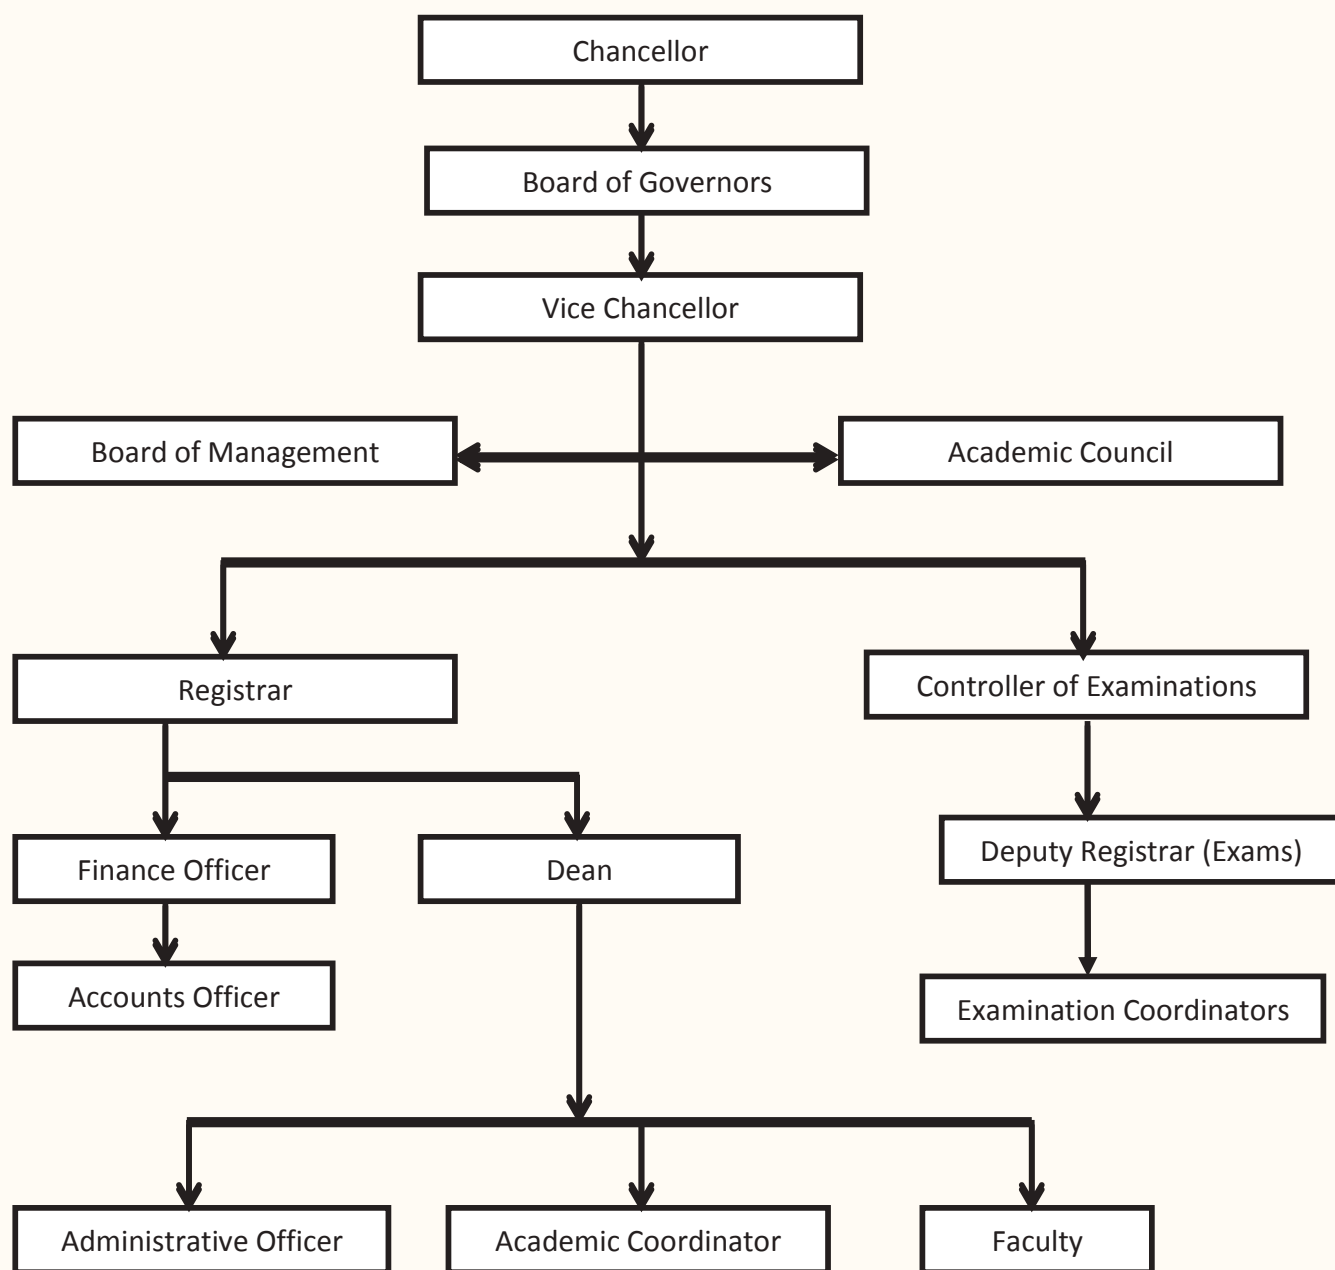 Chancellor
Board of Governors
Vice Chancellor
Board of Management
Academic Council
Registrar
Controller of Examinations
Finance Officer
Dean
Deputy Registrar (Exams)
Accounts Officer
Examination Coordinators
Administrative Officer
Academic Coordinator
Faculty